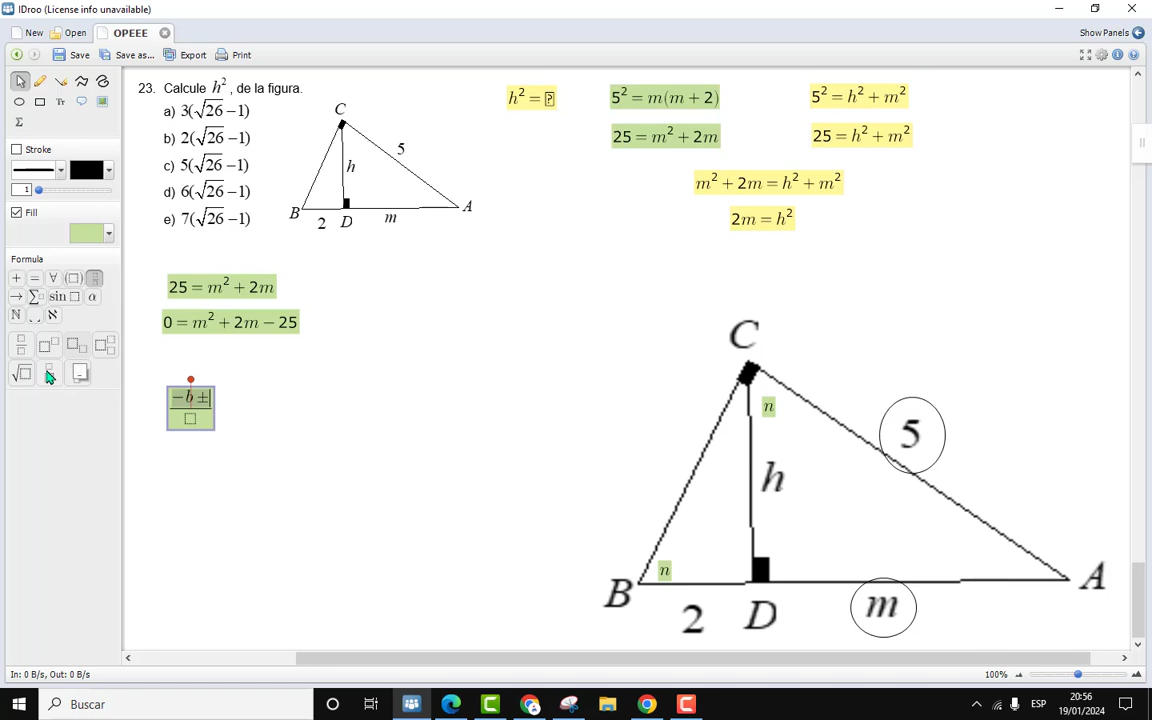 IDroo (License info unavailable)
New Open OPEEE Show Panels
Save Save as... Export Print
Tr
Σ
Stroke
1
Fill
Formula
+ = ∀ (□)
→ Σ□ sin □ α
ℕ ℵ
23. Calcule h², de la figura.
a) 3(√26 −1)
b) 2(√26 −1)
c) 5(√26 −1)
d) 6(√26 −1)
e) 7(√26 −1)
C
5
h
B 2 D m A
h² = ?
5² = m(m + 2)
25 = m² + 2m
5² = h² + m²
25 = h² + m²
m² + 2m = h² + m²
2m = h²
25 = m² + 2m
0 = m² + 2m − 25
−b ±
C
n
5
h
n
B 2 D m A
In: 0 B/s, Out: 0 B/s 100%
Buscar
ESP
20:56
19/01/2024